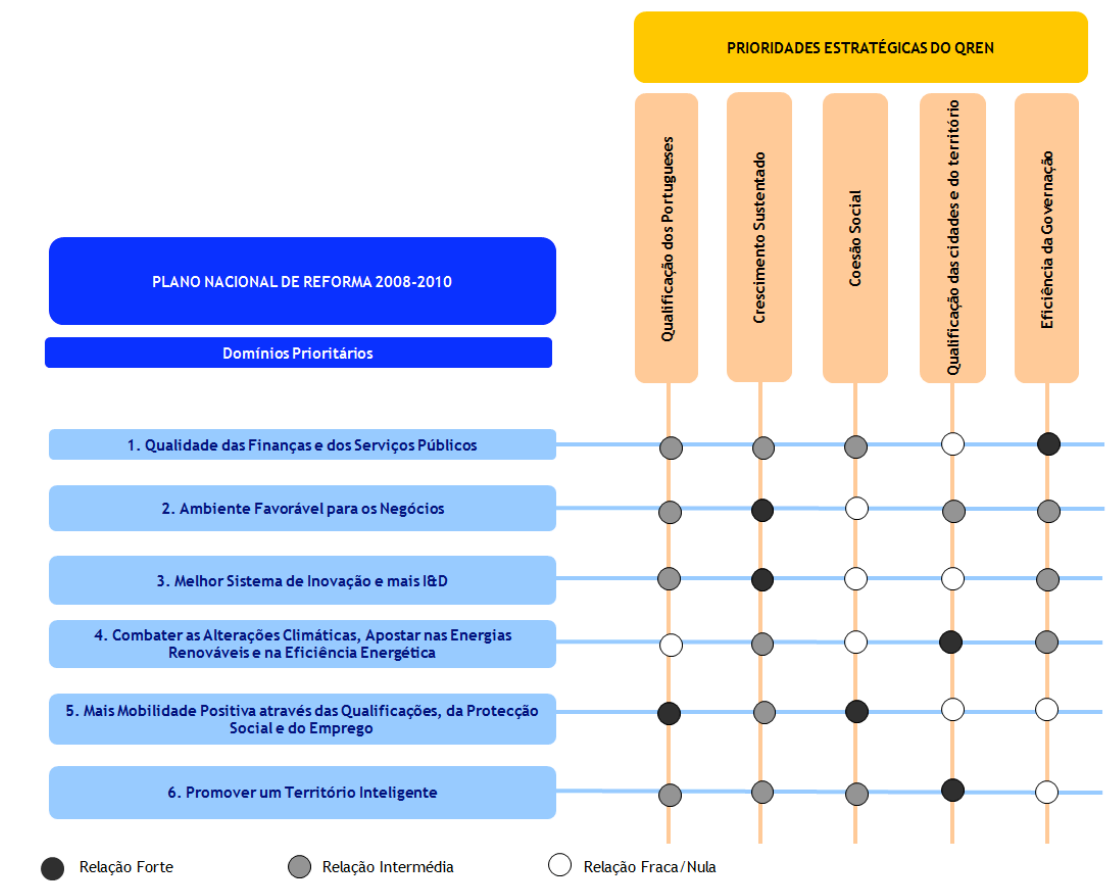 PRIORIDADES ESTRATÉGICAS DO QREN
Qualificação dos Portugueses
Crescimento Sustentado
Coesão Social
Qualificação das cidades e do território
Eficiência da Governação
PLANO NACIONAL DE REFORMA 2008-2010
Domínios Prioritários
1. Qualidade das Finanças e dos Serviços Públicos
2. Ambiente Favorável para os Negócios
3. Melhor Sistema de Inovação e mais I&D
4. Combater as Alterações Climáticas, Apostar nas Energias
Renováveis e na Eficiência Energética
5. Mais Mobilidade Positiva através das Qualificações, da Protecção
Social e do Emprego
6. Promover um Território Inteligente
Relação Forte
Relação Intermédia
Relação Fraca/Nula